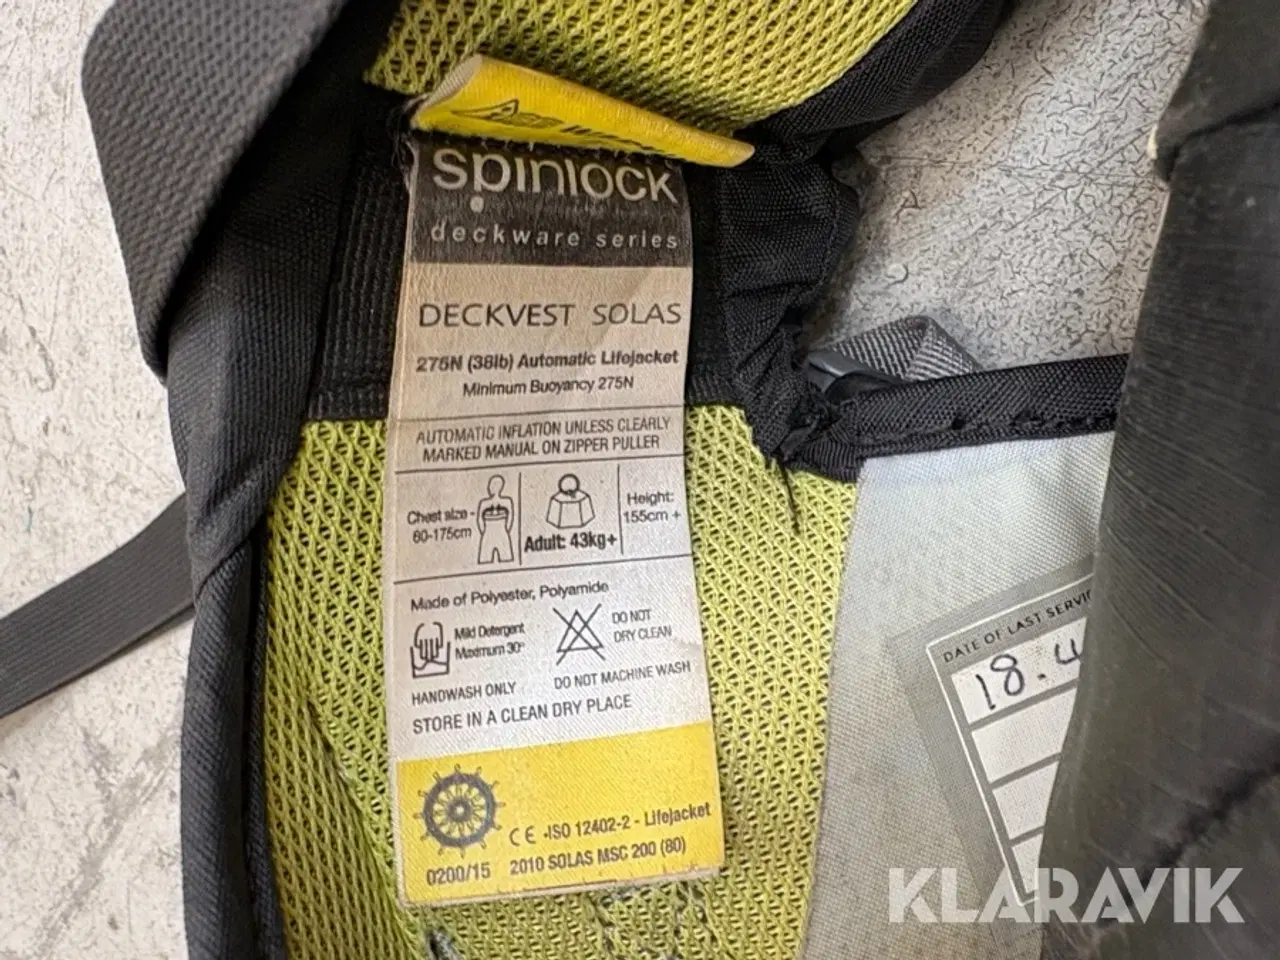 spinlock
deckware series
DECKVEST SOLAS
275N (38lb) Automatic Lifejacket
Minimum Buoyancy 275N
AUTOMATIC INFLATION UNLESS CLEARLY
MARKED MANUAL ON ZIPPER PULLER
Chest size -
60-175cm
Adult: 43kg+
Height:
155cm +
Made of Polyester, Polyamide
Mild Detergent
Maximum 30°
DO NOT
DRY CLEAN
HANDWASH ONLY
DO NOT MACHINE WASH
STORE IN A CLEAN DRY PLACE
CE -ISO 12402-2 - Lifejacket
0200/15
2010 SOLAS MSC 200 (80)
DATE OF LAST SERVIC
18.4
KLARAVIK